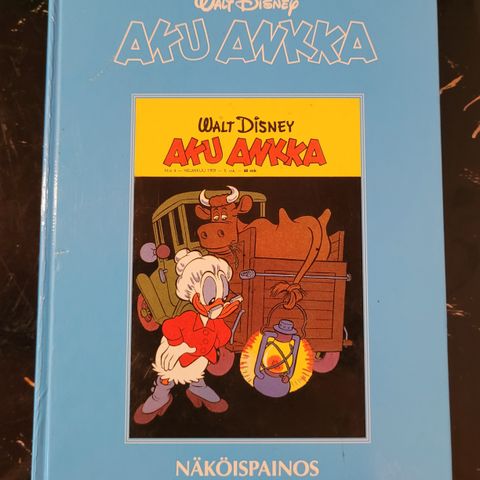 WALT DISNEY
AKU ANKKA
WALT DISNEY
AKU ANKKA
NÄKÖISPAINOS